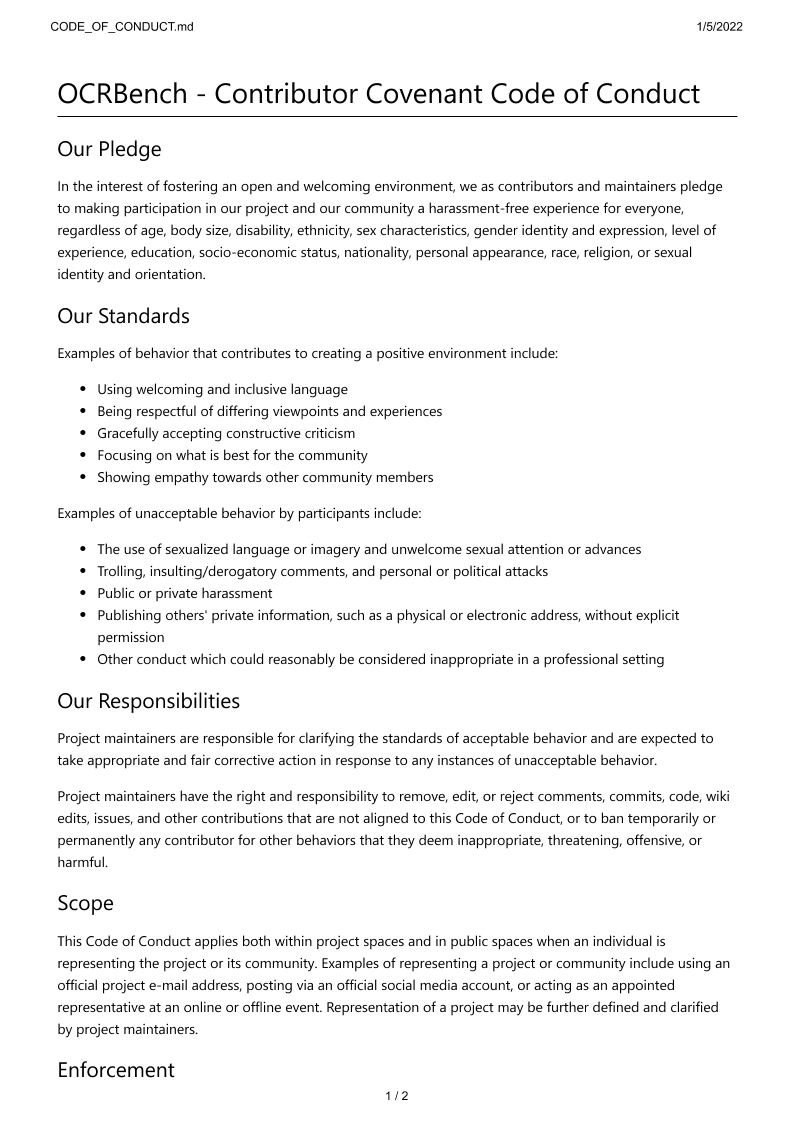 CODE_OF_CONDUCT.md 1/5/2022
OCRBench - Contributor Covenant Code of Conduct
Our Pledge
In the interest of fostering an open and welcoming environment, we as contributors and maintainers pledge
to making participation in our project and our community a harassment-free experience for everyone,
regardless of age, body size, disability, ethnicity, sex characteristics, gender identity and expression, level of
experience, education, socio-economic status, nationality, personal appearance, race, religion, or sexual
identity and orientation.
Our Standards
Examples of behavior that contributes to creating a positive environment include:
• Using welcoming and inclusive language
• Being respectful of differing viewpoints and experiences
• Gracefully accepting constructive criticism
• Focusing on what is best for the community
• Showing empathy towards other community members
Examples of unacceptable behavior by participants include:
• The use of sexualized language or imagery and unwelcome sexual attention or advances
• Trolling, insulting/derogatory comments, and personal or political attacks
• Public or private harassment
• Publishing others' private information, such as a physical or electronic address, without explicit
permission
• Other conduct which could reasonably be considered inappropriate in a professional setting
Our Responsibilities
Project maintainers are responsible for clarifying the standards of acceptable behavior and are expected to
take appropriate and fair corrective action in response to any instances of unacceptable behavior.
Project maintainers have the right and responsibility to remove, edit, or reject comments, commits, code, wiki
edits, issues, and other contributions that are not aligned to this Code of Conduct, or to ban temporarily or
permanently any contributor for other behaviors that they deem inappropriate, threatening, offensive, or
harmful.
Scope
This Code of Conduct applies both within project spaces and in public spaces when an individual is
representing the project or its community. Examples of representing a project or community include using an
official project e-mail address, posting via an official social media account, or acting as an appointed
representative at an online or offline event. Representation of a project may be further defined and clarified
by project maintainers.
Enforcement
1 / 2